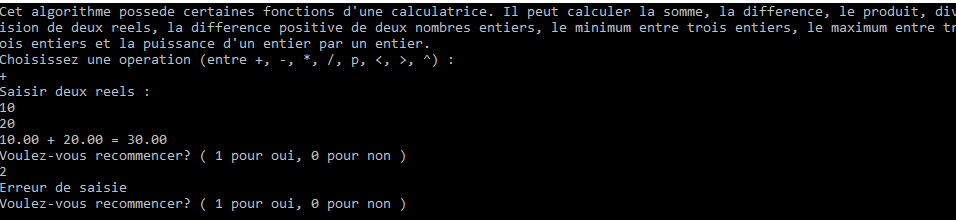 Cet algorithme possede certaines fonctions d'une calculatrice. Il peut calculer la somme, la difference, le produit, div
ision de deux reels, la difference positive de deux nombres entiers, le minimum entre trois entiers, le maximum entre tr
ois entiers et la puissance d'un entier par un entier.
Choisissez une operation (entre +, -, *, /, p, <, >, ^) :
+
Saisir deux reels :
10
20
10.00 + 20.00 = 30.00
Voulez-vous recommencer? ( 1 pour oui, 0 pour non )
2
Erreur de saisie
Voulez-vous recommencer? ( 1 pour oui, 0 pour non )